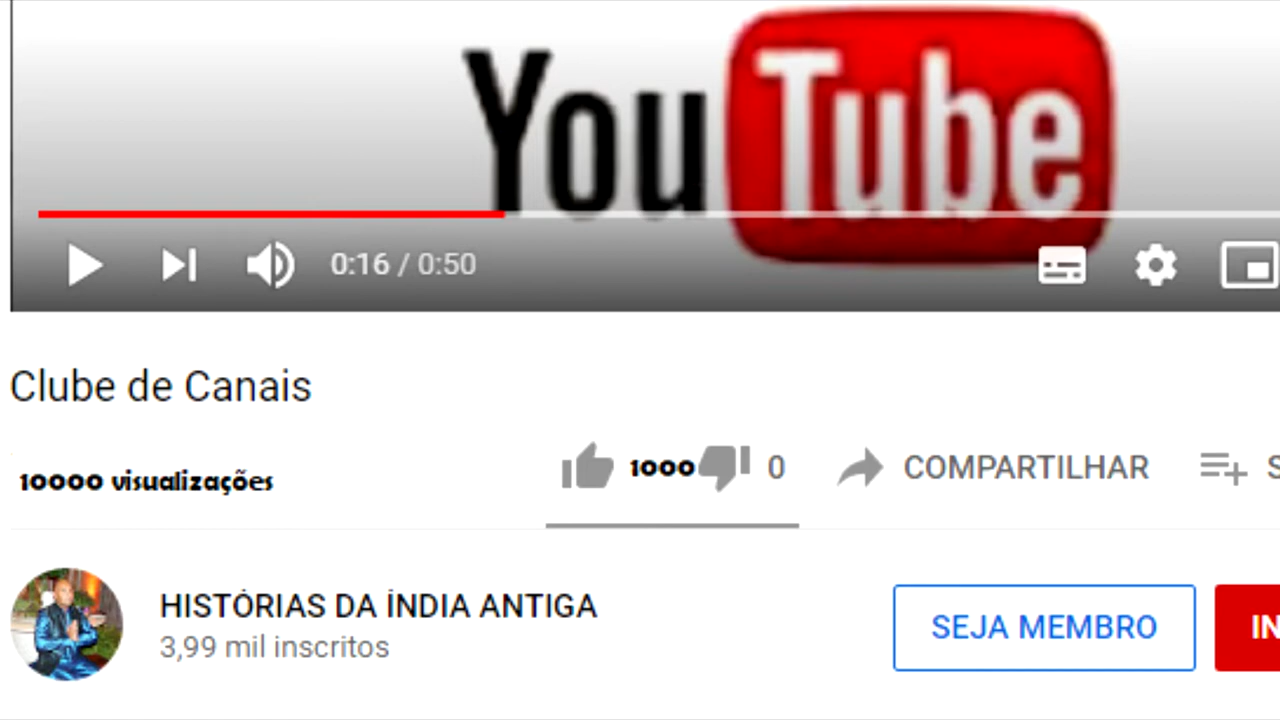 YouTube
0:16 / 0:50
Clube de Canais
10000 visualizações 1000 0 COMPARTILHAR S
HISTÓRIAS DA ÍNDIA ANTIGA
3,99 mil inscritos
SEJA MEMBRO IN